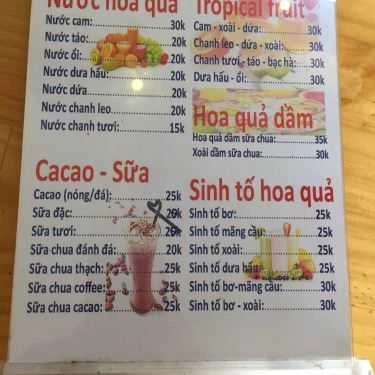 Nước hoa quả
Nước cam: 30k
Nước táo: 20k
Nước ổi: 20k
Nước dưa hấu: 20k
Nước dứa 20k
Nước chanh leo 20k
Nước chanh tươi: 15k
Cacao - Sữa
Cacao (nóng/đá): 25k
Sữa đặc: 20k
Sữa tươi: 20k
Sữa chua đánh đá: 20k
Sữa chua thạch: 25k
Sữa chua coffee: 25k
Sữa chua cacao: 25k
Tropical fruit
Cam - xoài - dứa: 30k
Chanh leo - dứa - xoài: 30k
Chanh tươi - táo - bạc hà: 30k
Dưa hấu - ổi: 30k
Hoa quả dầm
Hoa quả dầm sữa chua: 35k
Xoài dầm sữa chua: 30k
Sinh tố hoa quả
Sinh tố bơ: 25k
Sinh tố mãng cầu: 25k
Sinh tố xoài: 25k
Sinh tố dưa hấu: 25k
Sinh tố bơ-mãng cầu: 30k
Sinh tố bơ - xoài: 30k